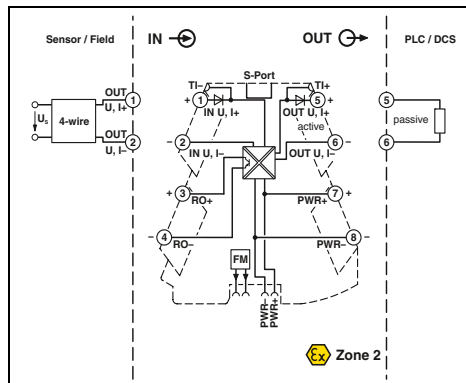 Sensor / Field
IN
OUT
PLC / DCS
S-Port
TI–
TI+
OUT
U, I+
1
+
1
IN U, I+
OUT U, I+
5
+
5
Us
4-wire
active
passive
OUT
U, I–
2
–
2
IN U, I–
OUT U, I–
6
–
6
+
3
RO+
PWR+
7
+
–
4
RO–
PWR–
8
–
FM
PWR–
PWR+
Ex
Zone 2